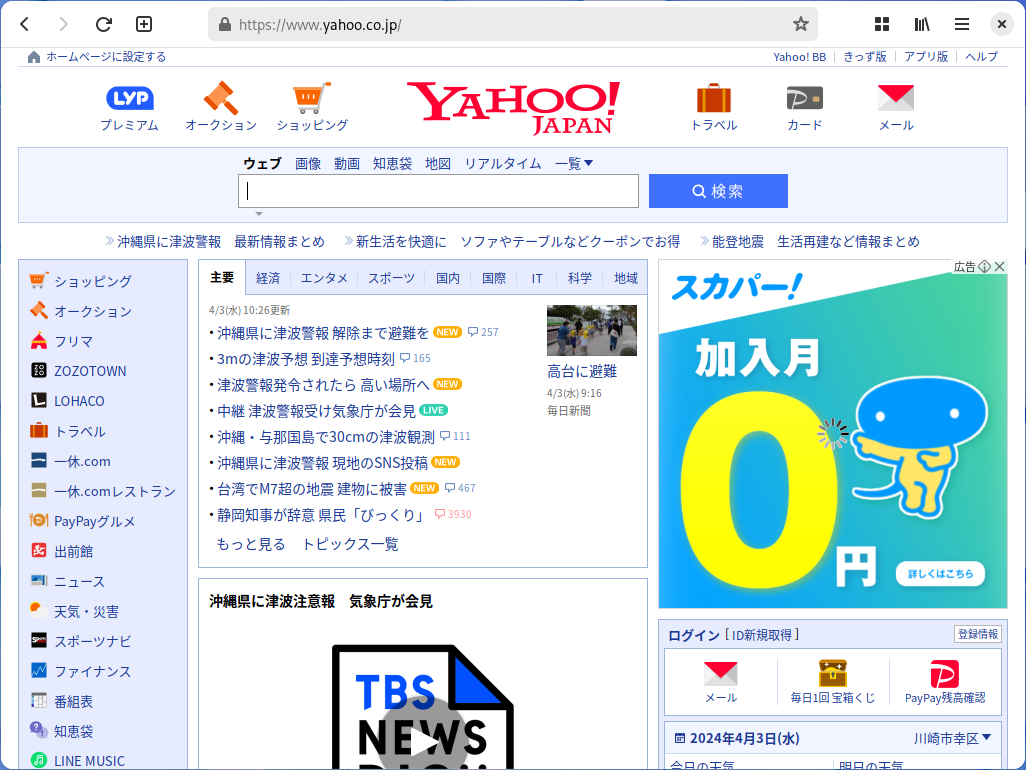 https://www.yahoo.co.jp/
ホームページに設定する
Yahoo! BB
きっず版
アプリ版
ヘルプ
LYP
プレミアム
オークション
ショッピング
YAHOO!
JAPAN
トラベル
カード
メール
ウェブ 画像 動画 知恵袋 地図 リアルタイム 一覧▼
検索
沖縄県に津波警報 最新情報まとめ
新生活を快適に ソファやテーブルなどクーポンでお得
能登地震 生活再建など情報まとめ
ショッピング
オークション
フリマ
ZOZOTOWN
LOHACO
トラベル
一休.com
一休.comレストラン
PayPayグルメ
出前館
ニュース
天気・災害
スポーツナビ
ファイナンス
番組表
知恵袋
LINE MUSIC
主要 経済 エンタメ スポーツ 国内 国際 IT 科学 地域
4/3(水) 10:26更新
・沖縄県に津波警報 解除まで避難を NEW 257
・3mの津波予想 到達予想時刻 165
・津波警報発令されたら 高い場所へ NEW
・中継 津波警報受け気象庁が会見 LIVE
・沖縄・与那国島で30cmの津波観測 111
・沖縄県に津波警報 現地のSNS投稿 NEW
・台湾でM7超の地震 建物に被害 NEW 467
・静岡知事が辞意 県民「びっくり」 3930
もっと見る トピックス一覧
高台に避難
4/3(水) 9:16
毎日新聞
沖縄県に津波注意報 気象庁が会見
TBS
NEWS
広告
スカパー!
加入月
0
円
詳しくはこちら
ログイン [ ID新規取得 ]
登録情報
メール
毎日1回 宝箱くじ
PayPay残高確認
2024年4月3日(水)
川崎市幸区▼
今日の天気
明日の天気